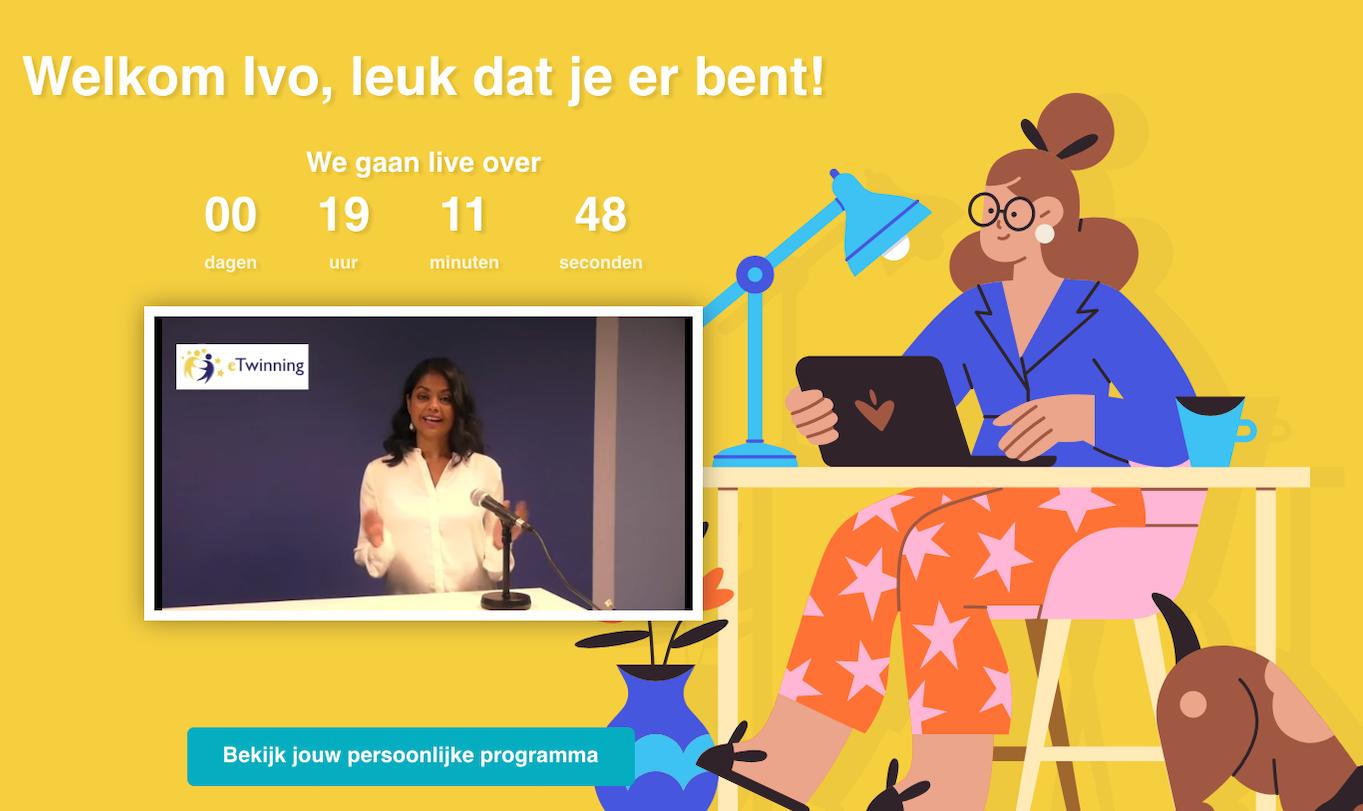 Welkom Ivo, leuk dat je er bent!
We gaan live over
00 19 11 48
dagen uur minuten seconden
eTwinning
Bekijk jouw persoonlijke programma